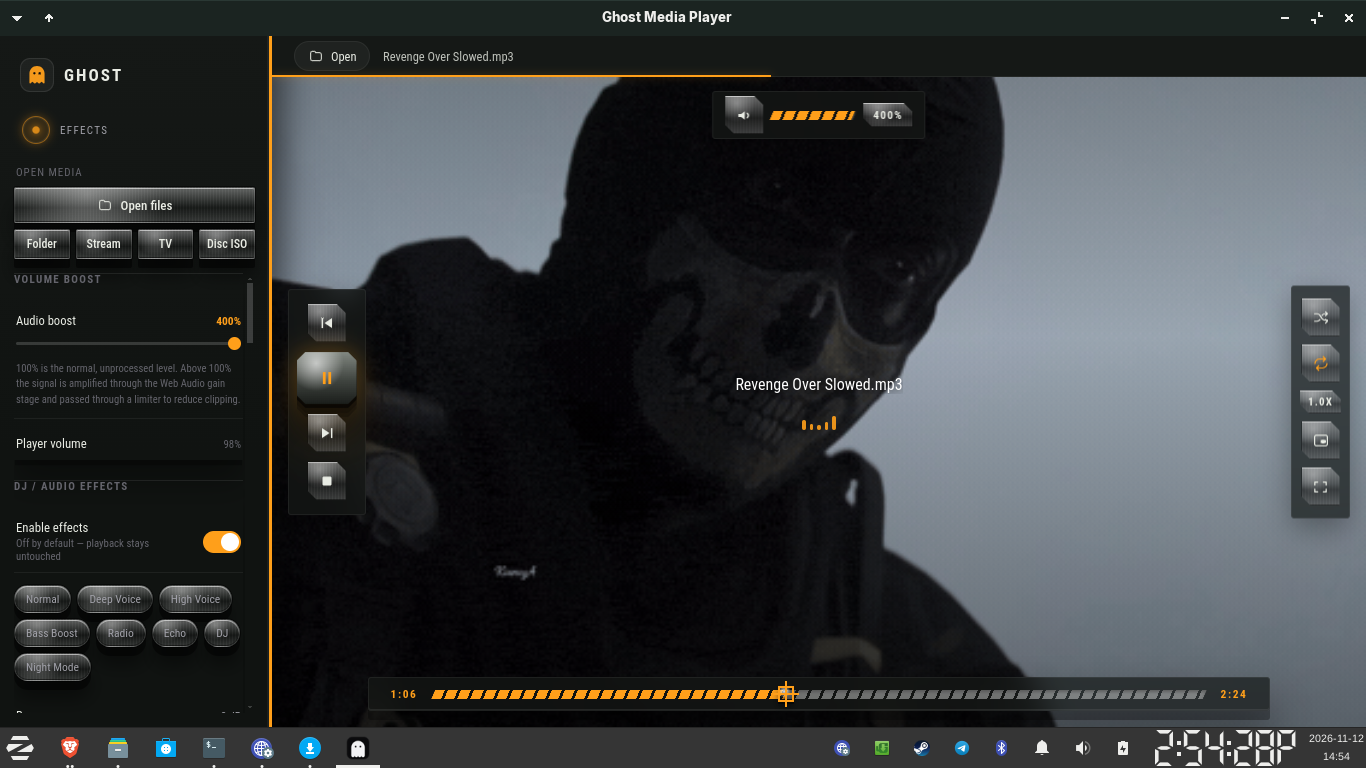 Ghost Media Player
GHOST
Open
Revenge Over Slowed.mp3
EFFECTS
400%
OPEN MEDIA
Open files
Folder
Stream
TV
Disc ISO
VOLUME BOOST
Audio boost
400%
100% is the normal, unprocessed level. Above 100%
the signal is amplified through the Web Audio gain
stage and passed through a limiter to reduce clipping.
Player volume
98%
DJ / AUDIO EFFECTS
Enable effects
Off by default — playback stays
untouched
Normal
Deep Voice
High Voice
Bass Boost
Radio
Echo
DJ
Night Mode
Revenge Over Slowed.mp3
1.0X
1:06
2:24
2:54:28P
2026-11-12
14:54